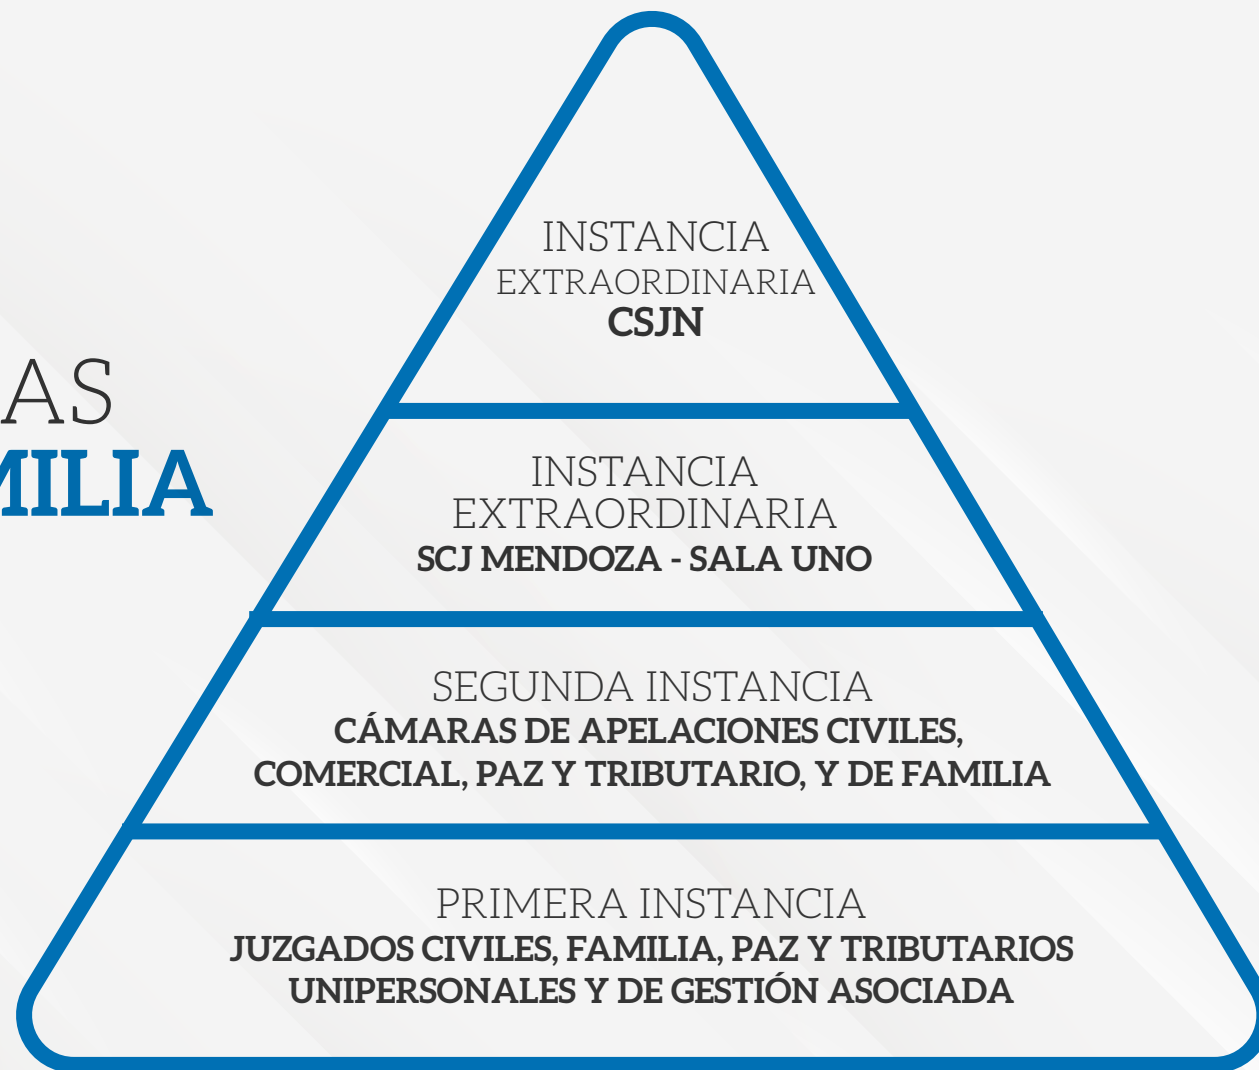 INSTANCIA
EXTRAORDINARIA
CSJN
AS
MILIA
INSTANCIA
EXTRAORDINARIA
SCJ MENDOZA - SALA UNO
SEGUNDA INSTANCIA
CÁMARAS DE APELACIONES CIVILES,
COMERCIAL, PAZ Y TRIBUTARIO, Y DE FAMILIA
PRIMERA INSTANCIA
JUZGADOS CIVILES, FAMILIA, PAZ Y TRIBUTARIOS
UNIPERSONALES Y DE GESTIÓN ASOCIADA